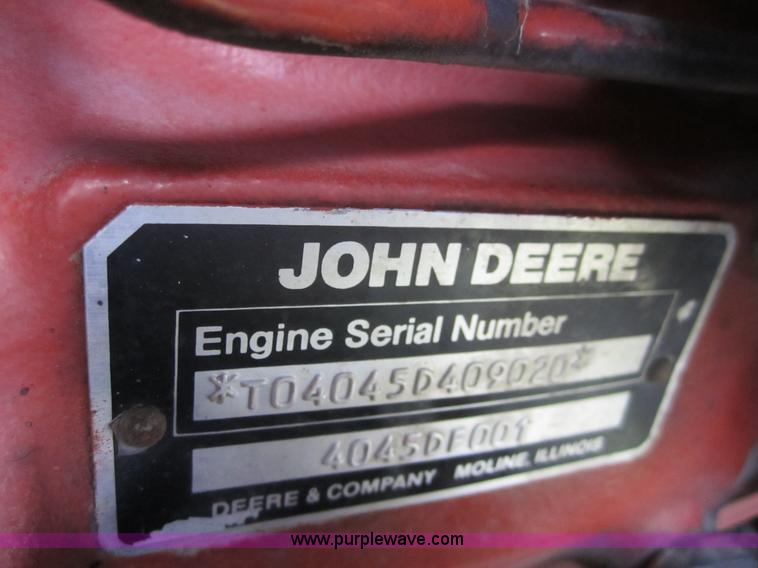 JOHN DEERE
Engine Serial Number
*T04045D409020*
4045DF001
DEERE & COMPANY MOLINE, ILLINOIS
www.purplewave.com